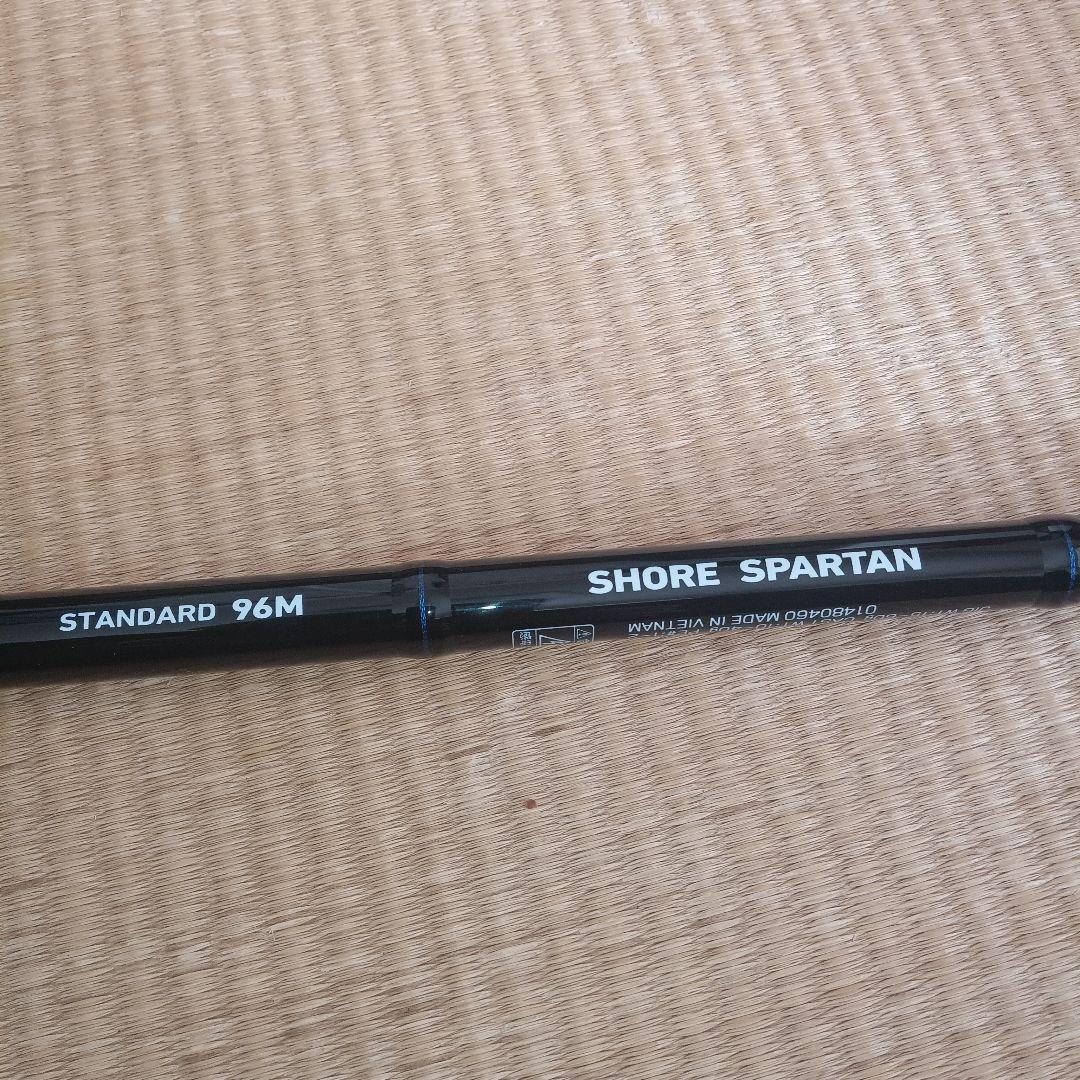 STANDARD 96M
SHORE SPARTAN
01480460 MADE IN VIETNAM